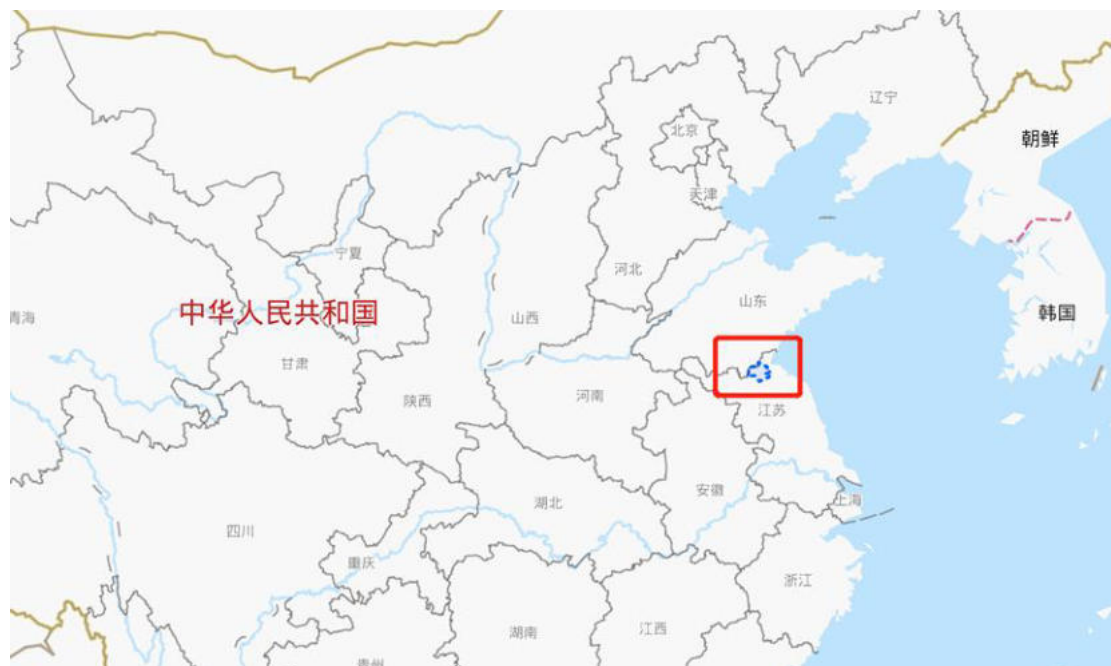 辽宁
北京
朝鲜
天津
宁夏
河北
山东
中华人民共和国
青海
山西
韩国
甘肃
陕西
河南
江苏
安徽
上海
湖北
四川
重庆
浙江
湖南
江西
贵州